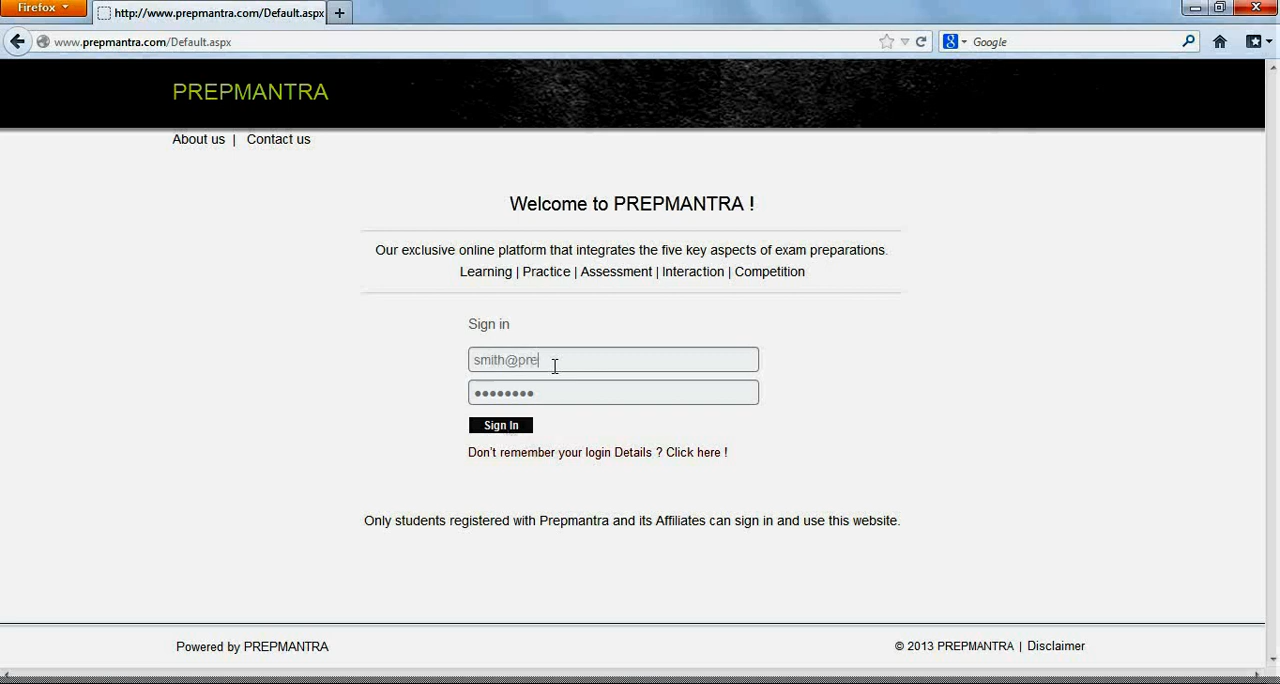 Firefox
http://www.prepmantra.com/Default.aspx
www.prepmantra.com/Default.aspx
Google
PREPMANTRA
About us | Contact us
Welcome to PREPMANTRA !
Our exclusive online platform that integrates the five key aspects of exam preparations.
Learning | Practice | Assessment | Interaction | Competition
Sign in
smith@pre
••••••••
Sign In
Don't remember your login Details ? Click here !
Only students registered with Prepmantra and its Affiliates can sign in and use this website.
Powered by PREPMANTRA
© 2013 PREPMANTRA | Disclaimer